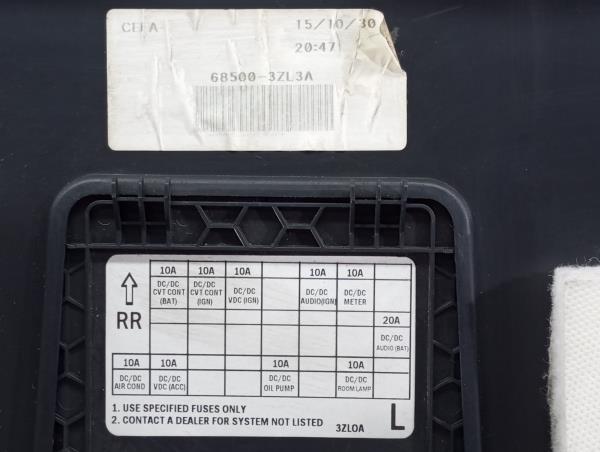 CEFA- 15/10/30
20:47
68500-3ZL3A
10A 10A 10A 10A 10A
DC/DC CVT CONT (BAT) DC/DC CVT CONT (IGN) DC/DC VDC (IGN) DC/DC AUDIO(IGN) DC/DC METER
RR
20A
DC/DC AUDIO (BAT)
10A 10A 10A 10A
DC/DC AIR COND DC/DC VDC (ACC) DC/DC OIL PUMP DC/DC ROOM LAMP
1. USE SPECIFIED FUSES ONLY
2. CONTACT A DEALER FOR SYSTEM NOT LISTED 3ZL0A L